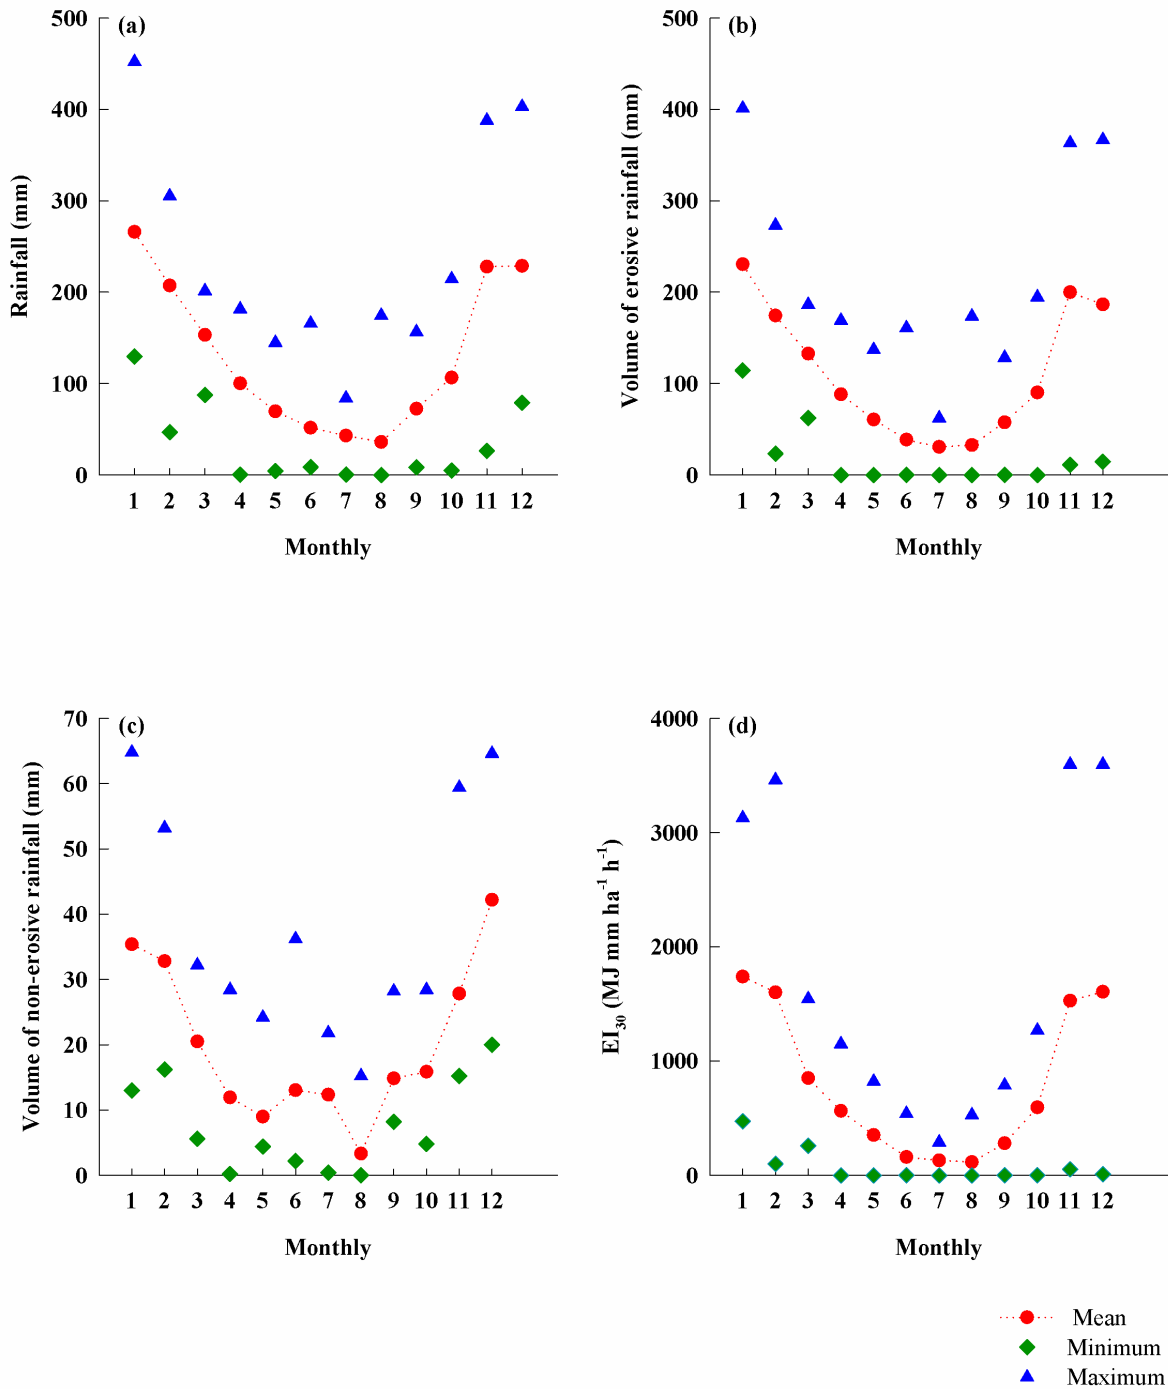 (a)
500
400
300
200
100
0
Rainfall (mm)
1 2 3 4 5 6 7 8 9 10 11 12
Monthly
(b)
500
400
300
200
100
0
Volume of erosive rainfall (mm)
1 2 3 4 5 6 7 8 9 10 11 12
Monthly
(c)
70
60
50
40
30
20
10
0
Volume of non-erosive rainfall (mm)
1 2 3 4 5 6 7 8 9 10 11 12
Monthly
(d)
4000
3000
2000
1000
0
EI30 (MJ mm ha-1 h-1)
1 2 3 4 5 6 7 8 9 10 11 12
Monthly
Mean
Minimum
Maximum